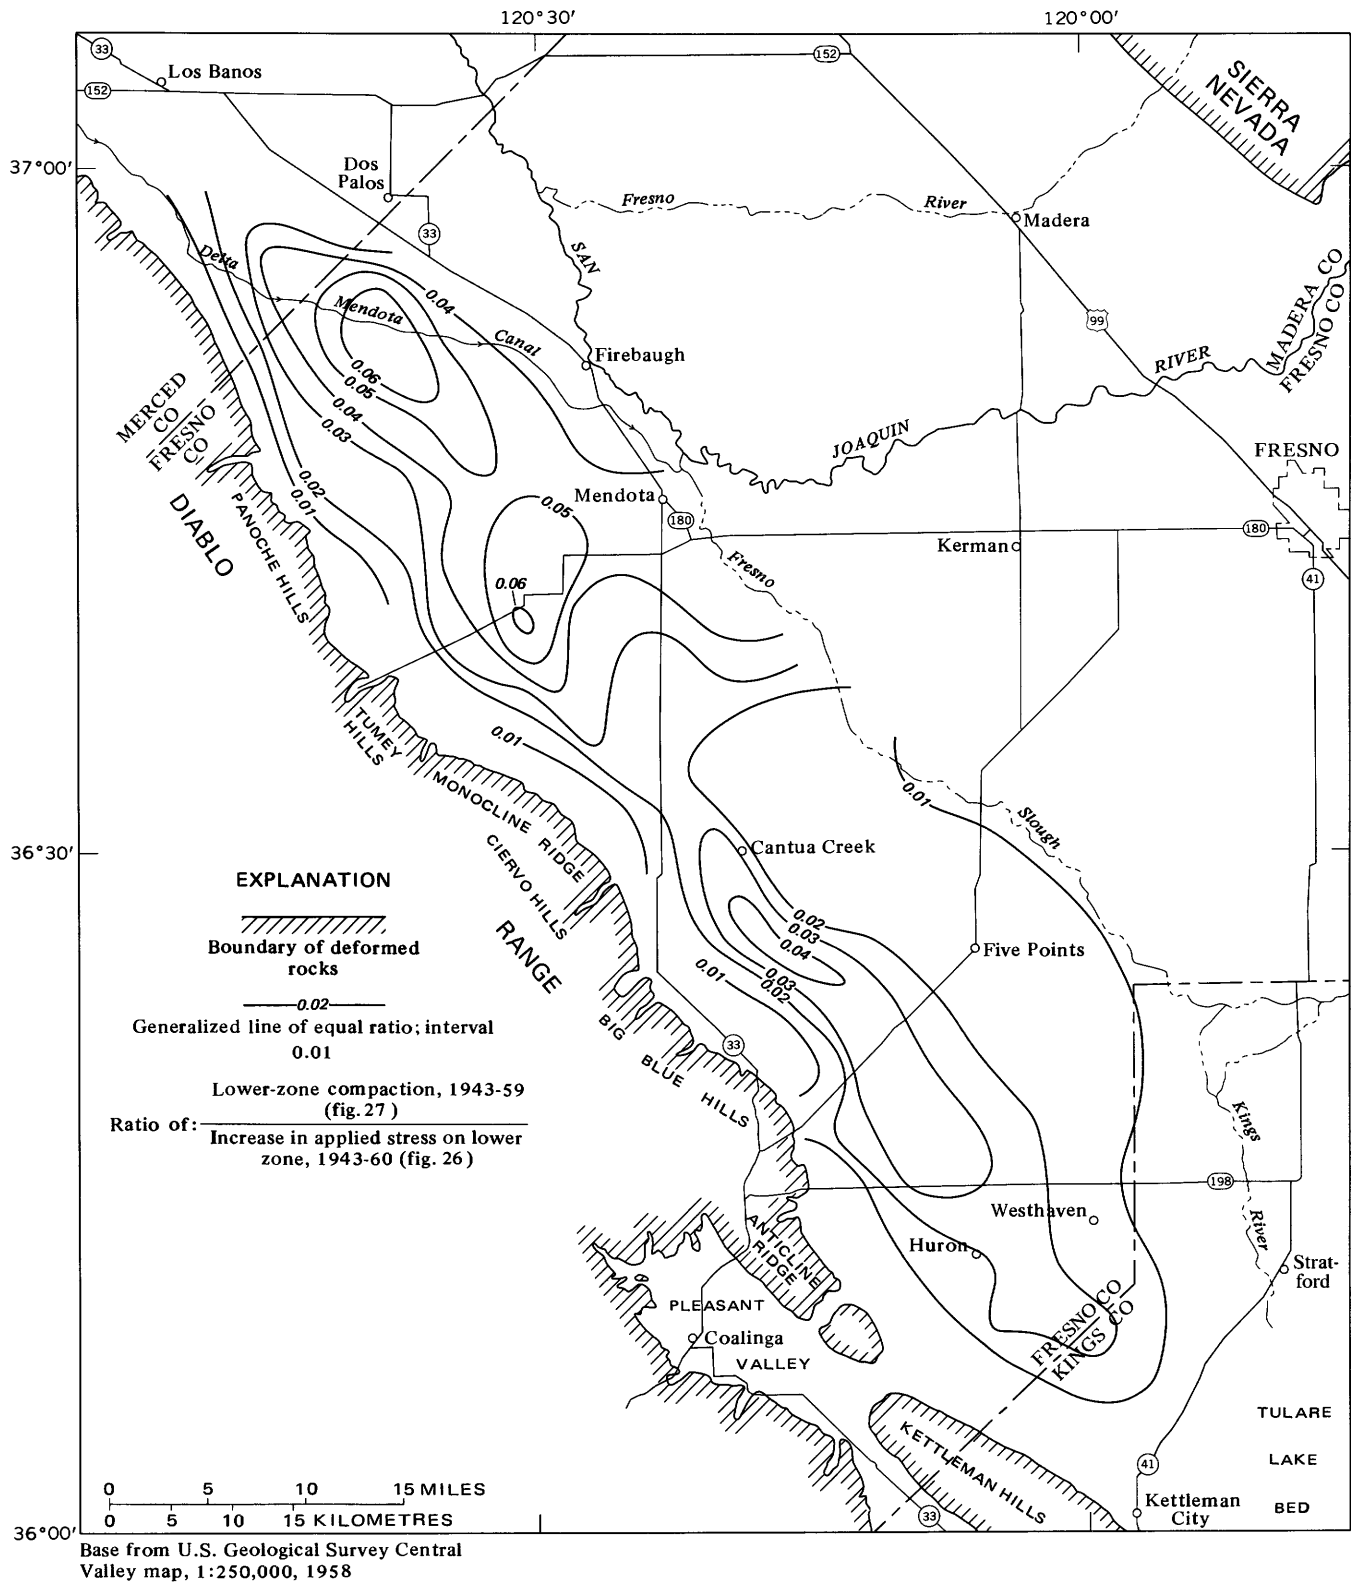 120°30′
120°00′
33
Los Banos
152
152
SIERRA
NEVADA
37°00′
Dos
Palos
Fresno
River
Madera
33
SAN
Delta
MADERA CO
FRESNO CO
0.04
Mendota
99
Canal
Firebaugh
RIVER
0.06
0.05
MERCED
CO
FRESNO
CO
0.04
0.03
JOAQUIN
FRESNO
0.02
0.01
Mendota
0.05
DIABLO
PANOCHE HILLS
180
180
Kerman
Fresno
41
0.06
TUMEY
HILLS
0.01
MONOCLINE RIDGE
0.01
Slough
36°30′
Cantua Creek
CIERVO HILLS
EXPLANATION
Boundary of deformed
rocks
0.02
Generalized line of equal ratio; interval
0.01
Ratio of:
Lower-zone compaction, 1943-59
(fig. 27)
Increase in applied stress on lower
zone, 1943-60 (fig. 26)
RANGE
0.02
0.03
0.04
Five Points
0.01
0.03
0.02
BIG BLUE HILLS
33
Kings
River
198
Westhaven
ANTICLINE
RIDGE
Huron
Strat-
ford
PLEASANT
VALLEY
Coalinga
FRESNO CO
KINGS CO
TULARE
LAKE
BED
KETTLEMAN HILLS
41
Kettleman
City
33
0 5 10 15 MILES
0 5 10 15 KILOMETRES
36°00′
Base from U.S. Geological Survey Central
Valley map, 1:250,000, 1958